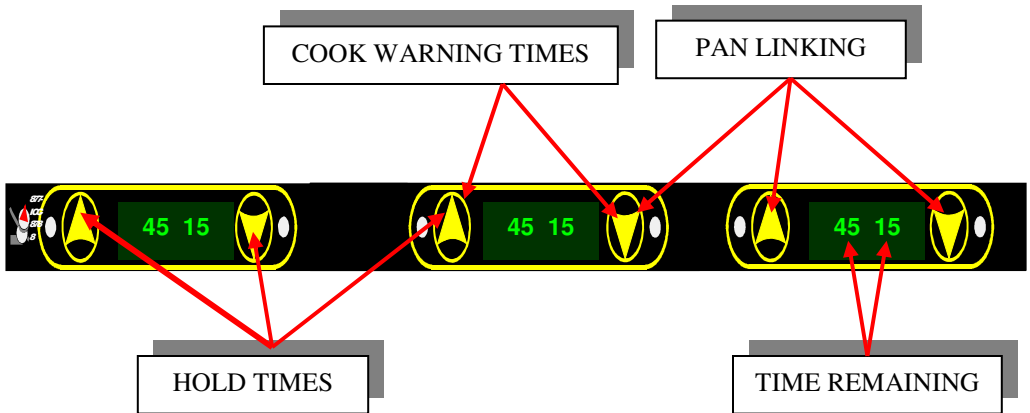 COOK WARNING TIMES
PAN LINKING
45 15
45 15
45 15
HOLD TIMES
TIME REMAINING